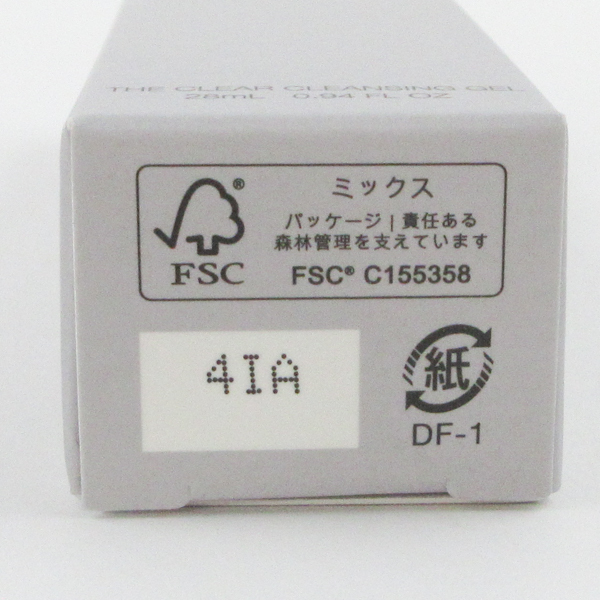 THE CLEAR CLEANSING GEL
28mL 0.94 FL OZ
ミックス
パッケージ | 責任ある
森林管理を支えています
FSC® C155358
® FSC
4IA
紙
DF-1